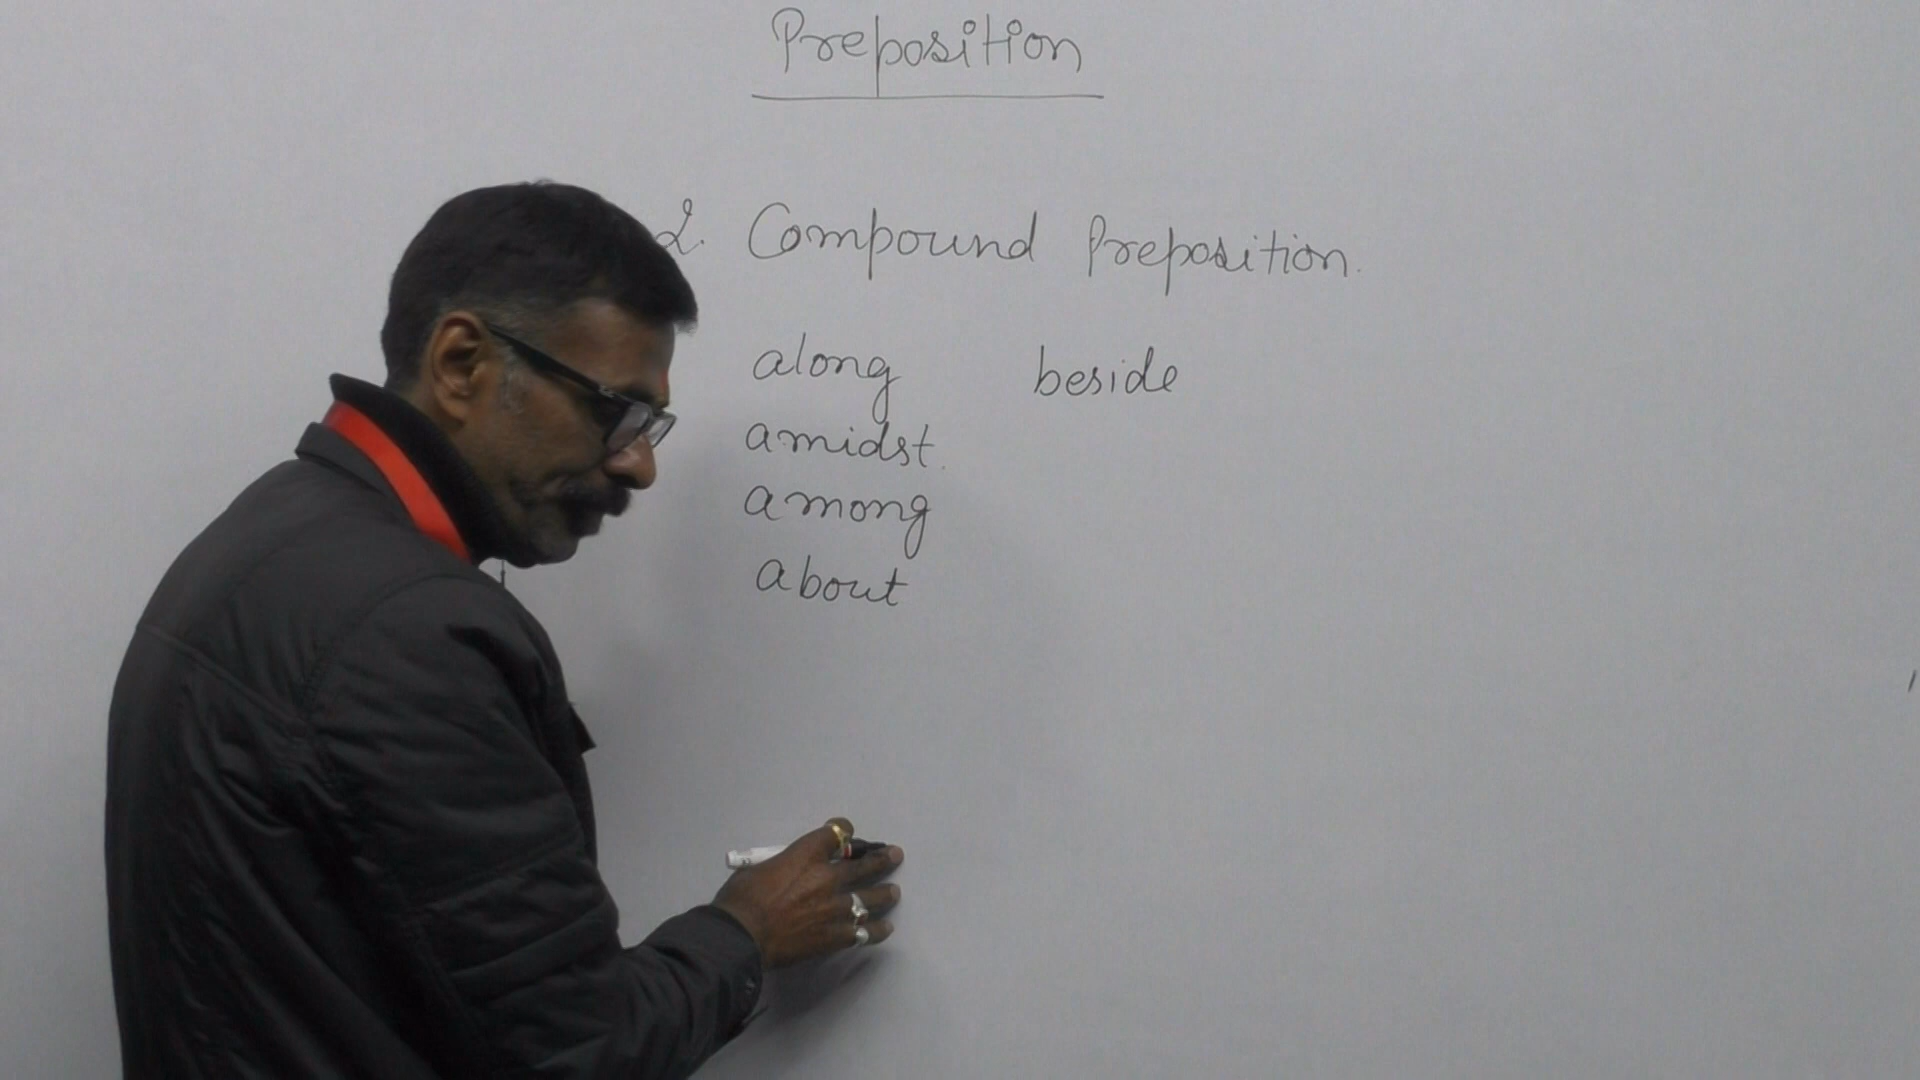 Preposition
2. Compound Preposition.
along beside
amidst.
among
about